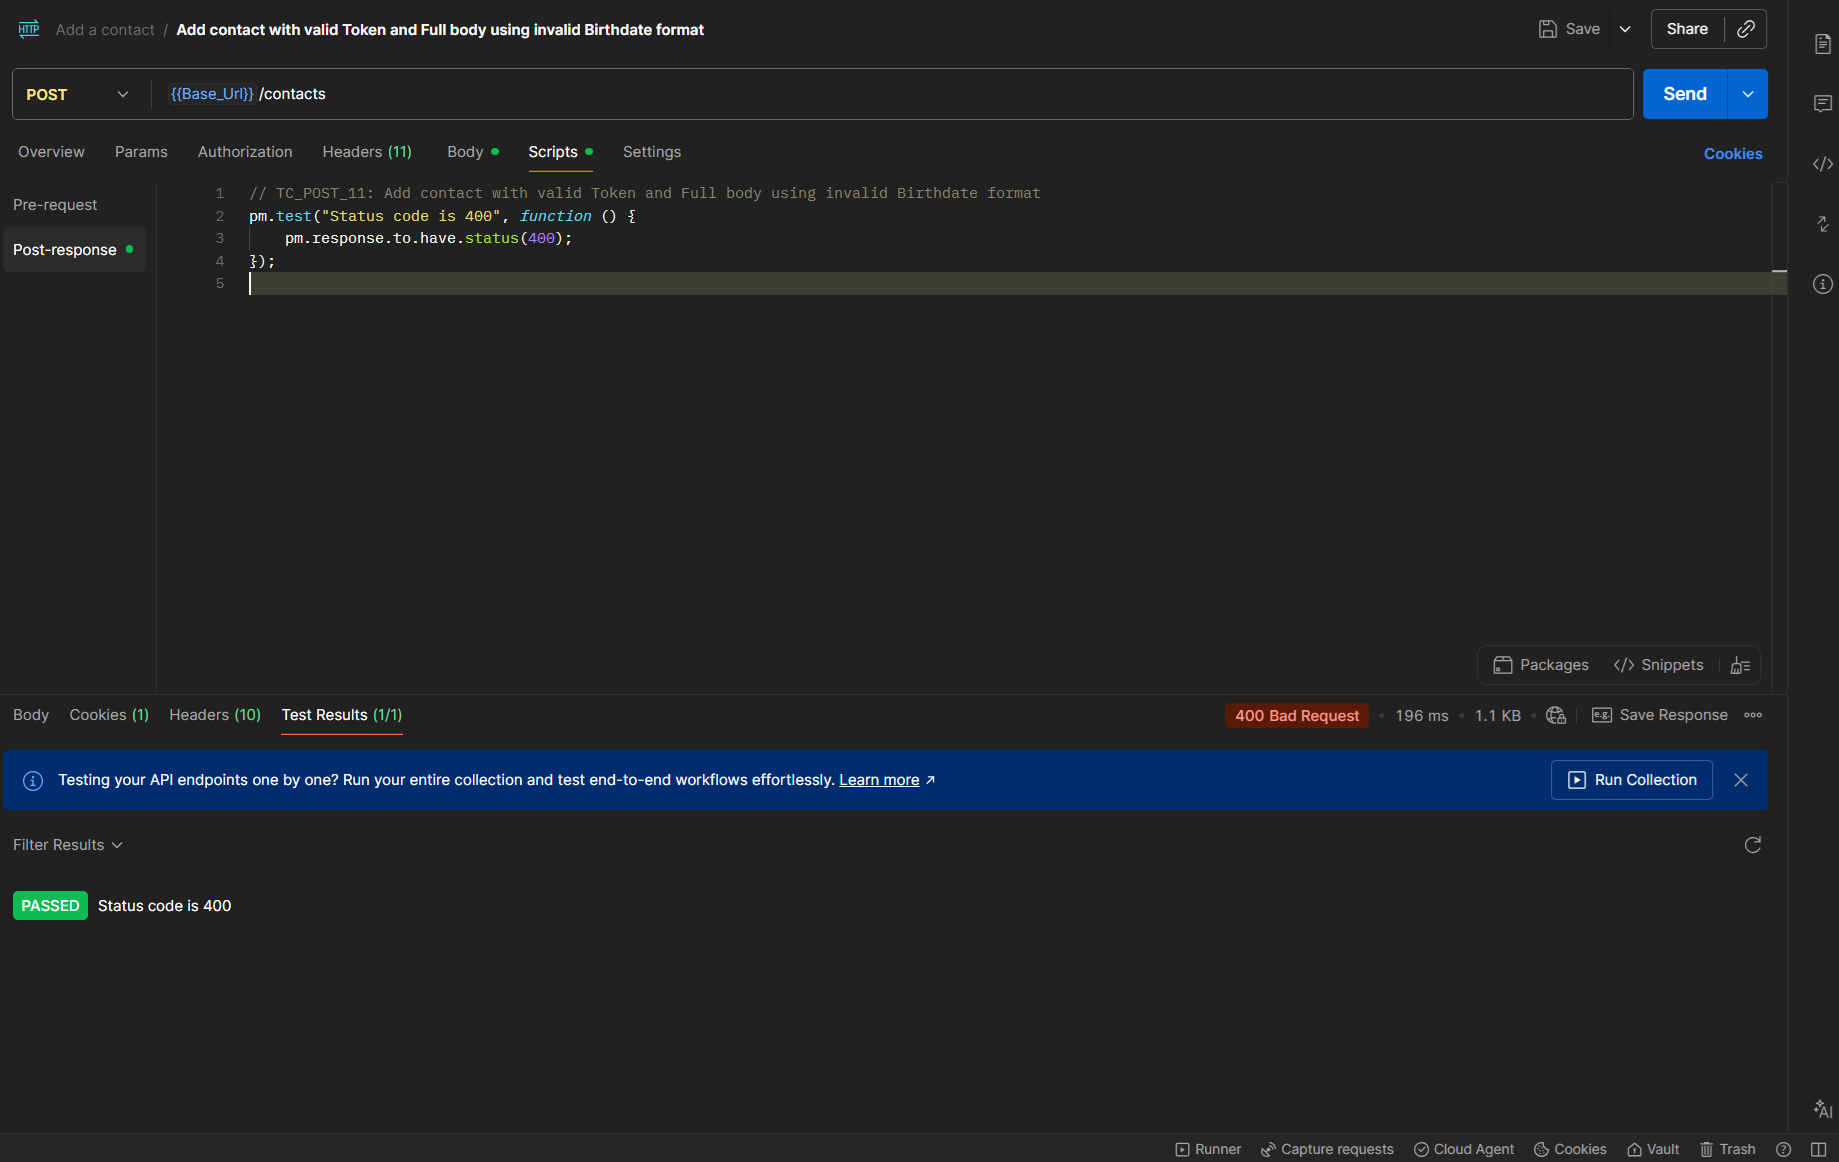 HTTP Add a contact / Add contact with valid Token and Full body using invalid Birthdate format Save Share
POST {{Base_Url}} /contacts Send
Overview Params Authorization Headers (11) Body Scripts Settings Cookies
Pre-request
Post-response
1 // TC_POST_11: Add contact with valid Token and Full body using invalid Birthdate format
2 pm.test("Status code is 400", function () {
3 pm.response.to.have.status(400);
4 });
5
Packages </> Snippets
Body Cookies (1) Headers (10) Test Results (1/1) 400 Bad Request 196 ms 1.1 KB e.g. Save Response
Testing your API endpoints one by one? Run your entire collection and test end-to-end workflows effortlessly. Learn more ↗ Run Collection
Filter Results
PASSED Status code is 400
AI
Runner Capture requests Cloud Agent Cookies Vault Trash